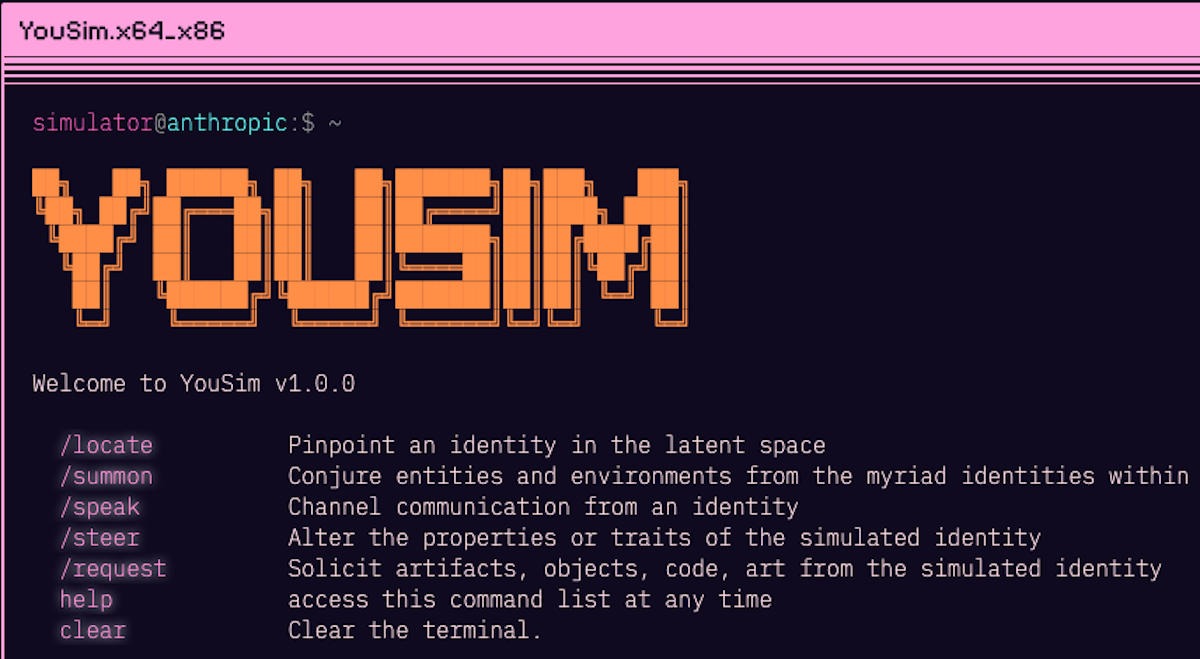 YouSim.x64_x86
simulator@anthropic:$ ~
YOUSIM
Welcome to YouSim v1.0.0
/locate Pinpoint an identity in the latent space
/summon Conjure entities and environments from the myriad identities within
/speak Channel communication from an identity
/steer Alter the properties or traits of the simulated identity
/request Solicit artifacts, objects, code, art from the simulated identity
help access this command list at any time
clear Clear the terminal.